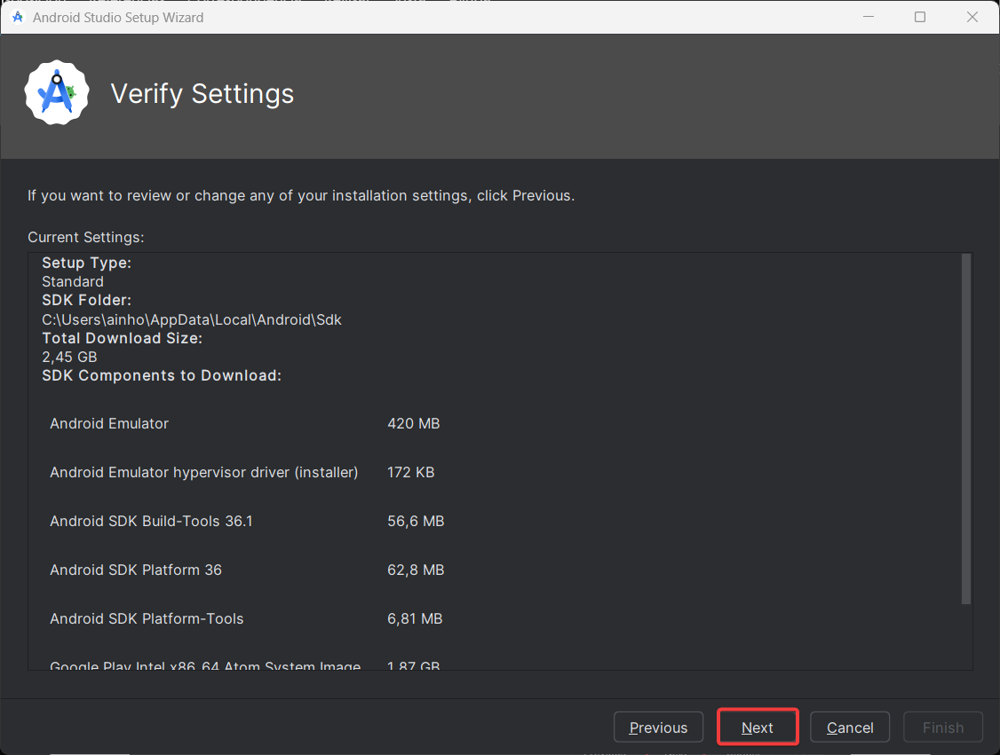 Android Studio Setup Wizard
Verify Settings
If you want to review or change any of your installation settings, click Previous.
Current Settings:
Setup Type:
Standard
SDK Folder:
C:\Users\ainho\AppData\Local\Android\Sdk
Total Download Size:
2,45 GB
SDK Components to Download:
Android Emulator 420 MB
Android Emulator hypervisor driver (installer) 172 KB
Android SDK Build-Tools 36.1 56,6 MB
Android SDK Platform 36 62,8 MB
Android SDK Platform-Tools 6,81 MB
Google Play Intel x86_64 Atom System Image 1,87 GB
Previous Next Cancel Finish